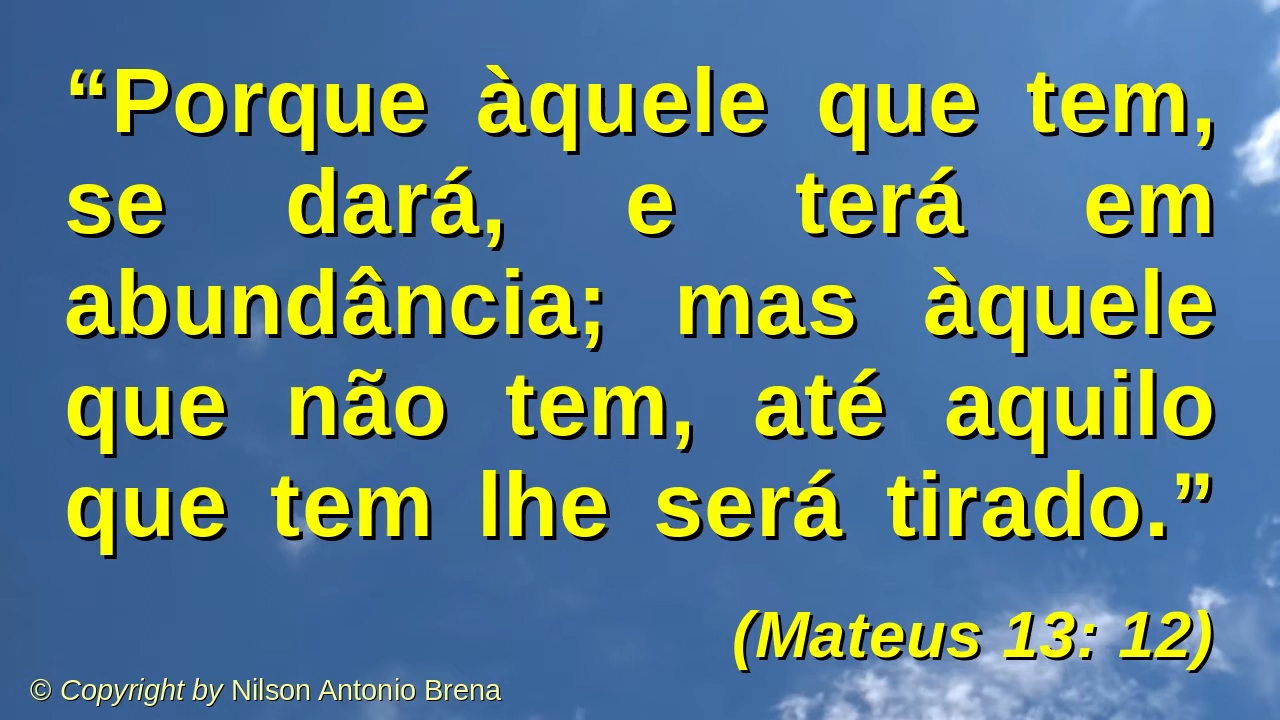 “Porque àquele que tem,
se dará, e terá em
abundância; mas àquele
que não tem, até aquilo
que tem lhe será tirado.”
(Mateus 13: 12)
© Copyright by Nilson Antonio Brena